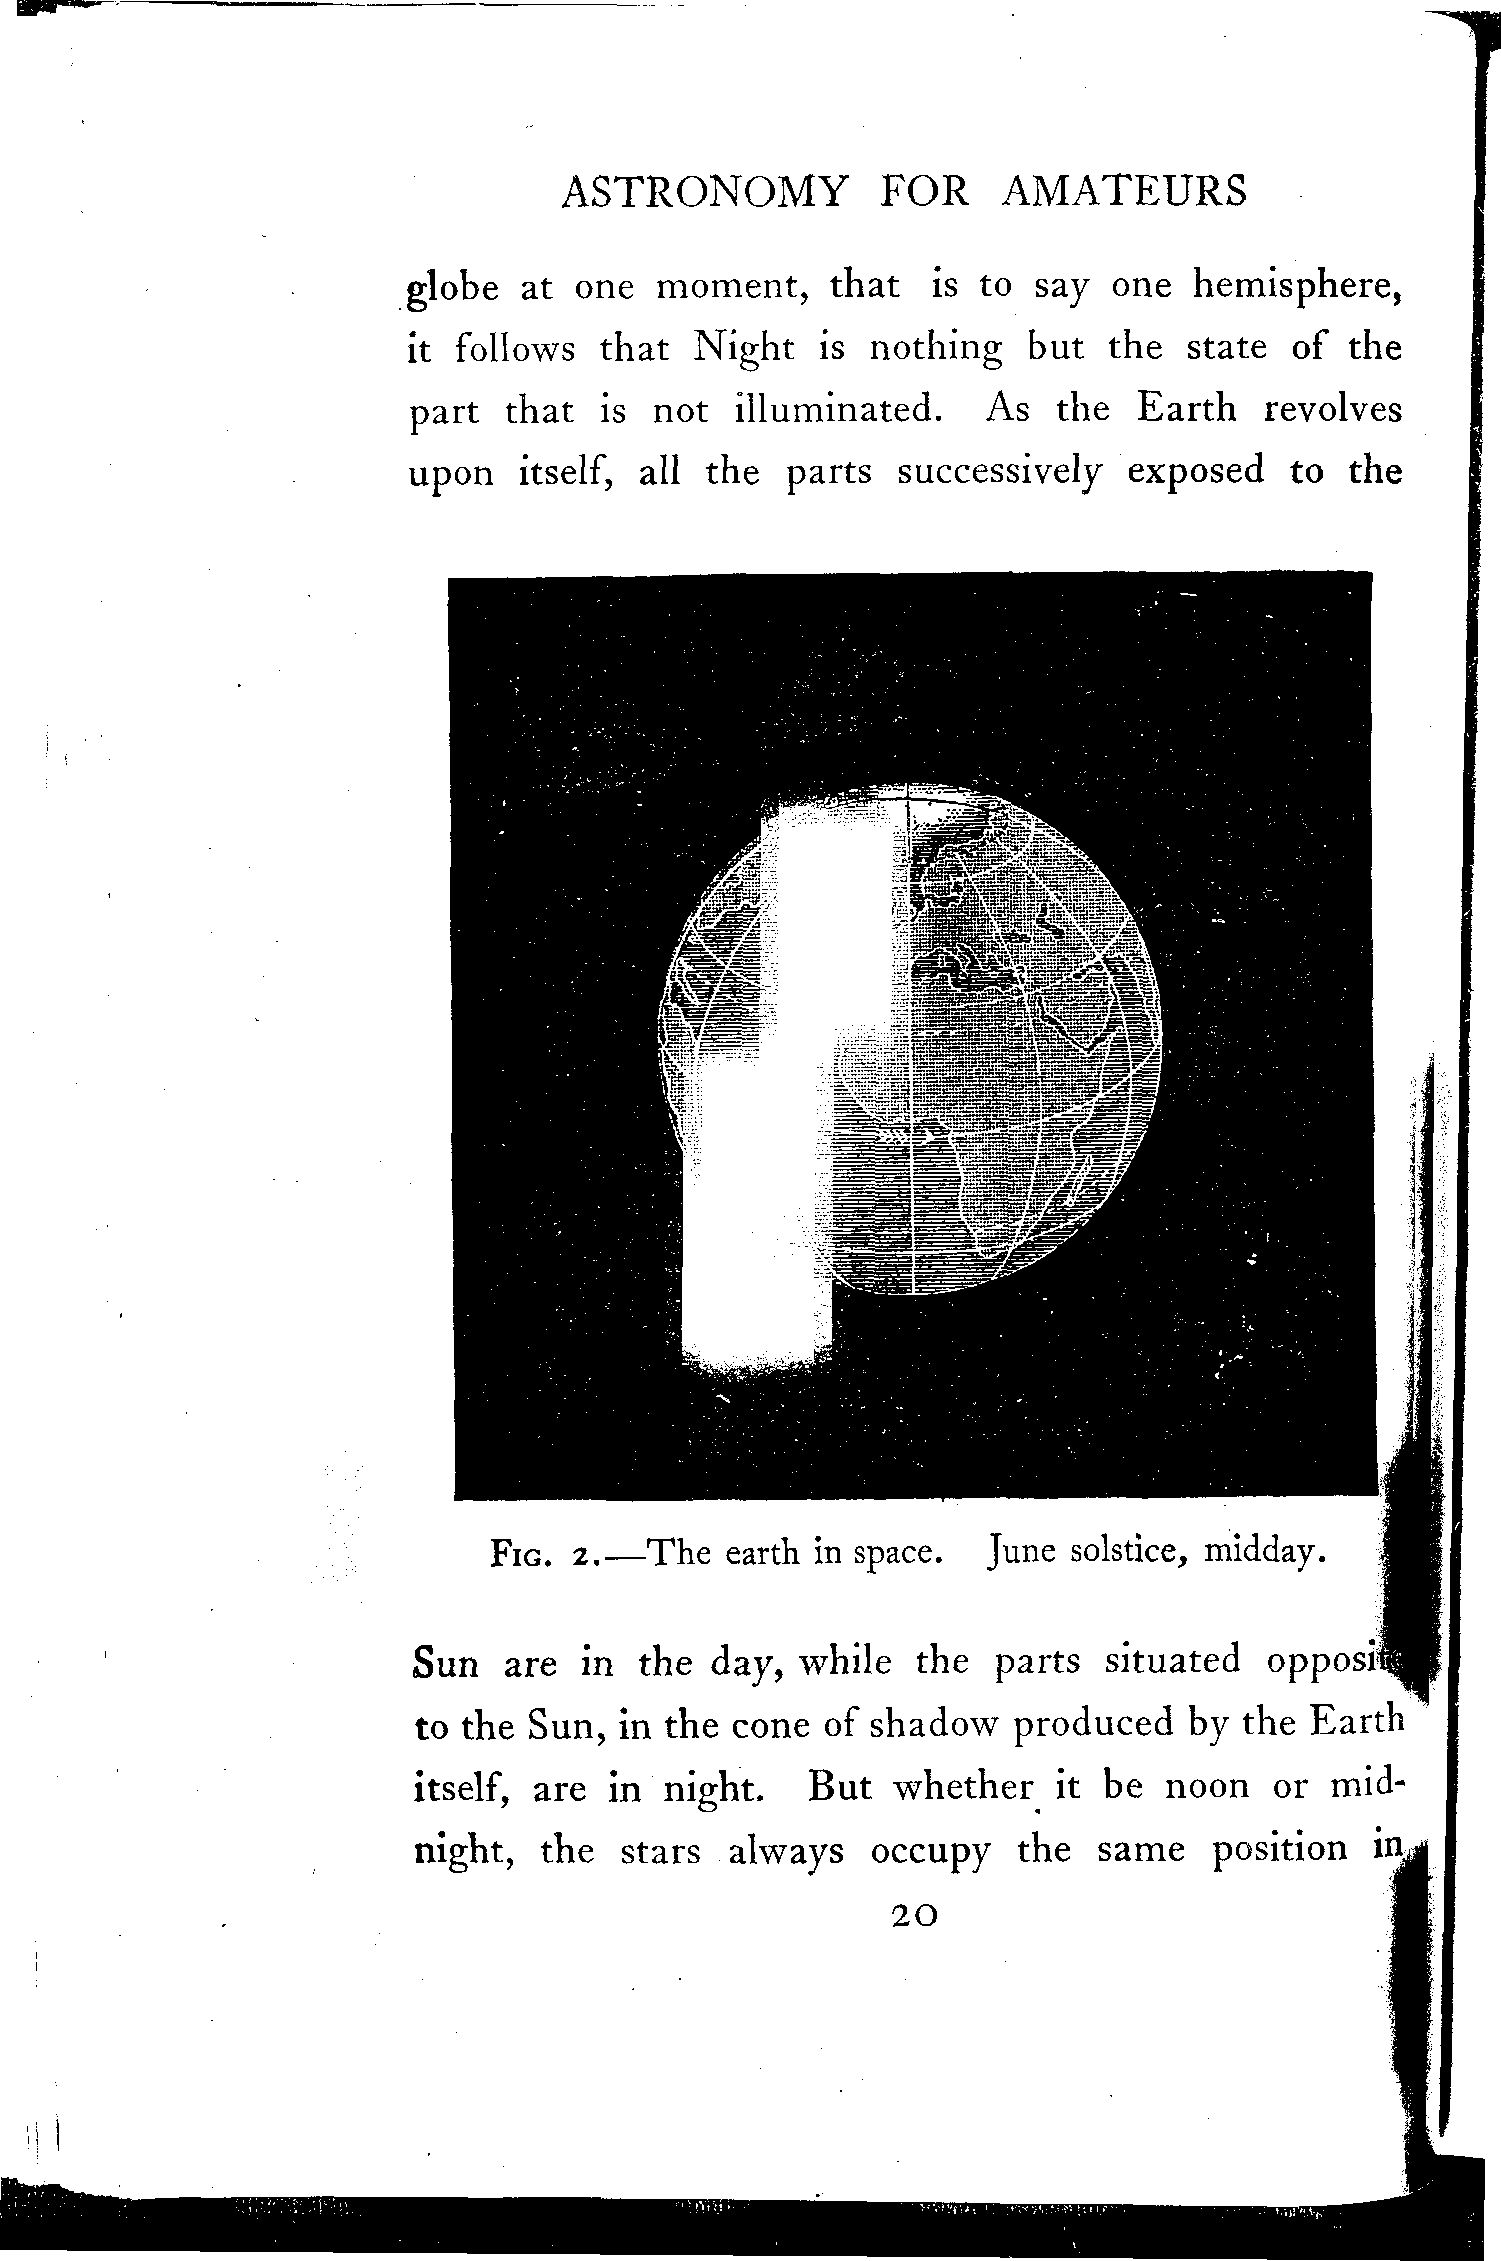 ASTRONOMY FOR AMATEURS
globe at one moment, that is to say one hemisphere,
it follows that Night is nothing but the state of the
part that is not illuminated. As the Earth revolves
upon itself, all the parts successively exposed to the
FIG. 2.—The earth in space. June solstice, midday.
Sun are in the day, while the parts situated opposite
to the Sun, in the cone of shadow produced by the Earth
itself, are in night. But whether it be noon or mid-
night, the stars always occupy the same position in
20